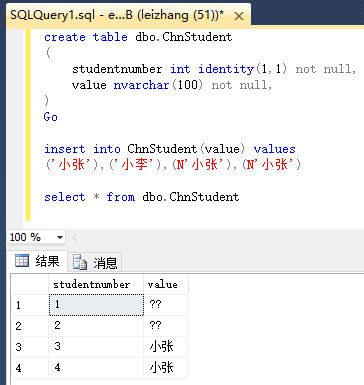 SQLQuery1.sql - e...B (leizhang (51))*
create table dbo.ChnStudent
(
studentnumber int identity(1,1) not null,
value nvarchar(100) not null,
)
Go
insert into ChnStudent(value) values
('小张'),('小李'),(N'小张'),(N'小张')
select * from dbo.ChnStudent
100 %
结果 消息
studentnumber value
1 1 ??
2 2 ??
3 3 小张
4 4 小张